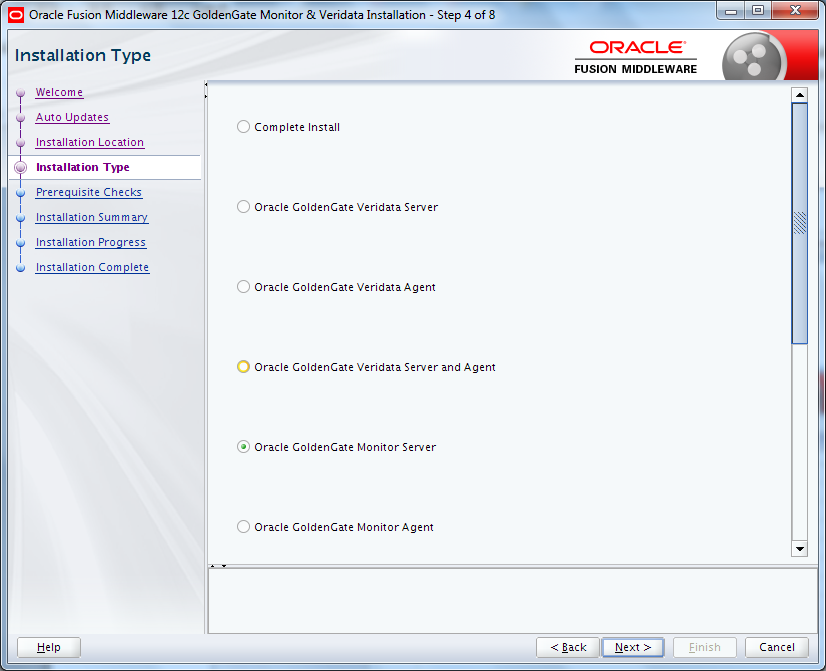 Oracle Fusion Middleware 12c GoldenGate Monitor & Veridata Installation - Step 4 of 8
Installation Type
ORACLE
FUSION MIDDLEWARE
Welcome
Auto Updates
Installation Location
Installation Type
Prerequisite Checks
Installation Summary
Installation Progress
Installation Complete
Complete Install
Oracle GoldenGate Veridata Server
Oracle GoldenGate Veridata Agent
Oracle GoldenGate Veridata Server and Agent
Oracle GoldenGate Monitor Server
Oracle GoldenGate Monitor Agent
Help
< Back
Next >
Finish
Cancel